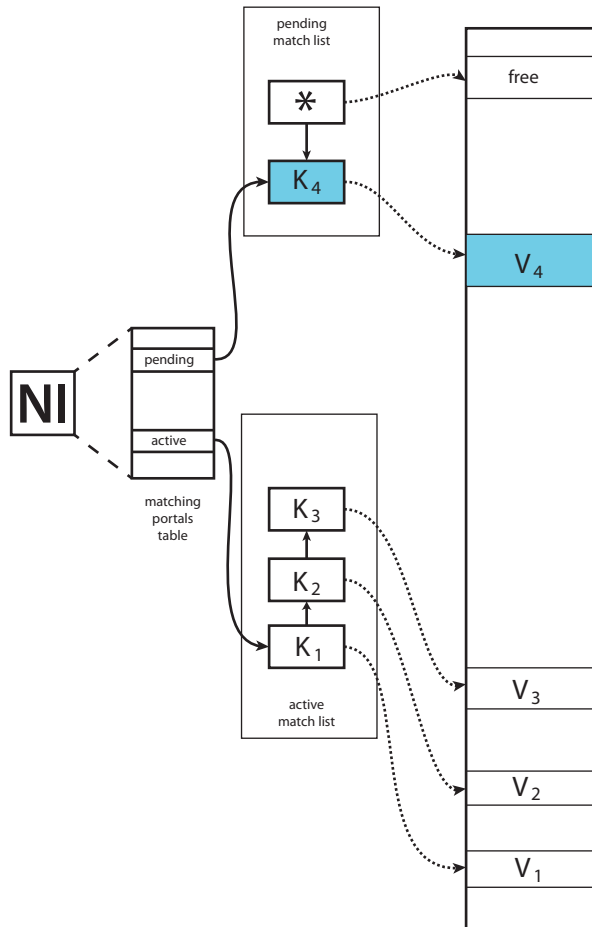 pending
match list
*
free
K4
V4
NI
pending
active
matching
portals
table
K3
K2
K1
active
match list
V3
V2
V1